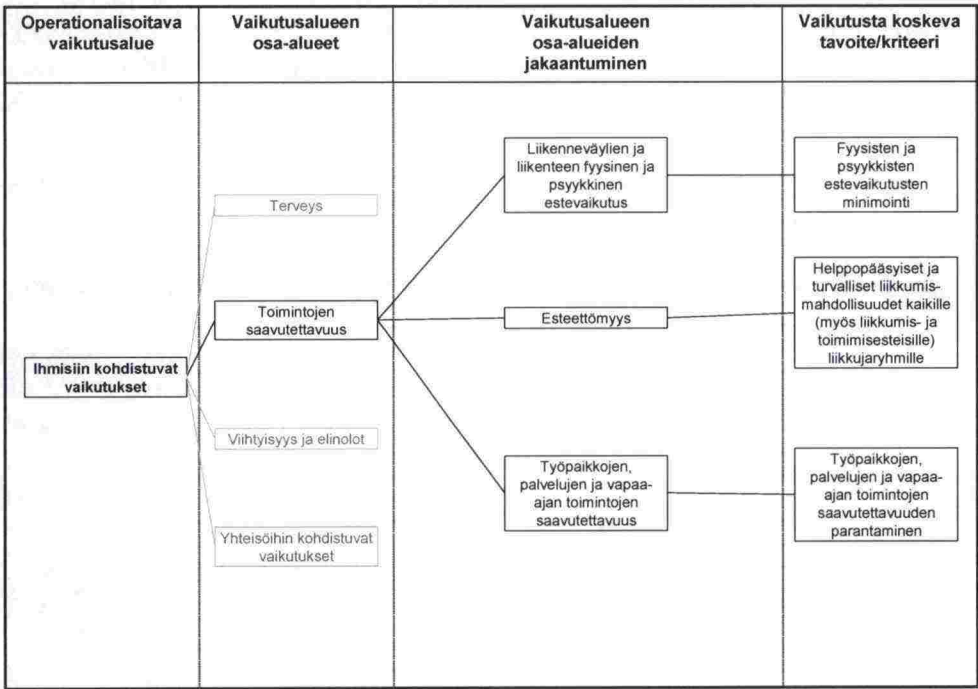 Operationalisoitava
vaikutusalue
Vaikutusalueen
osa-alueet
Vaikutusalueen
osa-alueiden
jakaantuminen
Vaikutusta koskeva
tavoite/kriteeri
Ihmisiin kohdistuvat
vaikutukset
Terveys
Toimintojen
saavutettavuus
Viihtyisyys ja elinolot
Yhteisöihin kohdistuvat
vaikutukset
Liikenneväylien ja
liikenteen fyysinen ja
psyykkinen
estevaikutus
Esteettömyys
Työpaikkojen,
palvelujen ja vapaa-
ajan toimintojen
saavutettavuus
Fyysisten ja
psyykkisten
estevaikutusten
minimointi
Helppopääsyiset ja
turvalliset liikkumis-
mahdollisuudet kaikille
(myös liikkumis- ja
toimimisesteisille)
liikkujaryhmille
Työpaikkojen,
palvelujen ja vapaa-
ajan toimintojen
saavutettavuuden
parantaminen